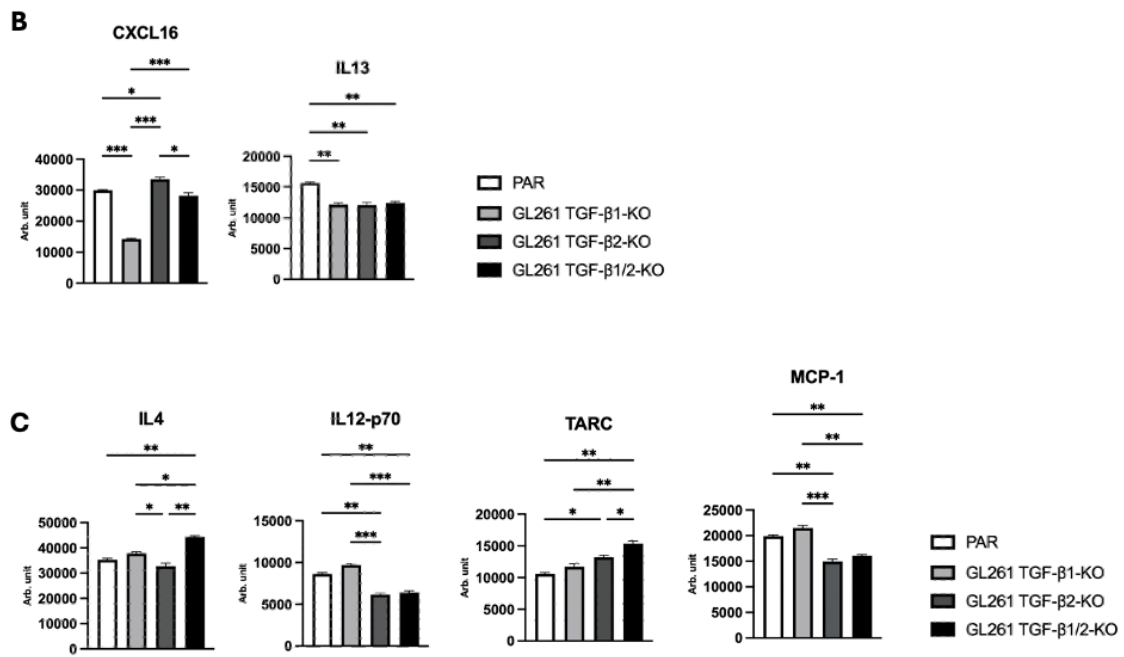 B
CXCL16
***
*
***
***
*
40000
30000
20000
10000
0
Arb. unit
IL13
**
**
**
20000
15000
10000
5000
0
Arb. unit
PAR
GL261 TGF-β1-KO
GL261 TGF-β2-KO
GL261 TGF-β1/2-KO
C
IL4
**
*
*
**
50000
40000
30000
20000
10000
0
Arb. unit
IL12-p70
**
***
**
***
15000
10000
5000
0
Arb. unit
TARC
**
**
*
*
20000
15000
10000
5000
0
Arb. unit
MCP-1
**
**
**
***
25000
20000
15000
10000
5000
0
Arb. unit
PAR
GL261 TGF-β1-KO
GL261 TGF-β2-KO
GL261 TGF-β1/2-KO